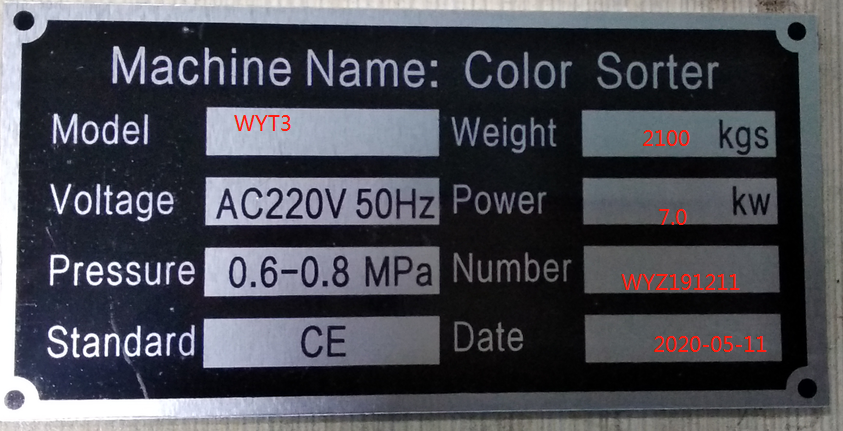 Machine Name: Color Sorter
Model WYT3 Weight 2100 kgs
Voltage AC220V 50Hz Power 7.0 kw
Pressure 0.6-0.8 MPa Number WYZ191211
Standard CE Date 2020-05-11